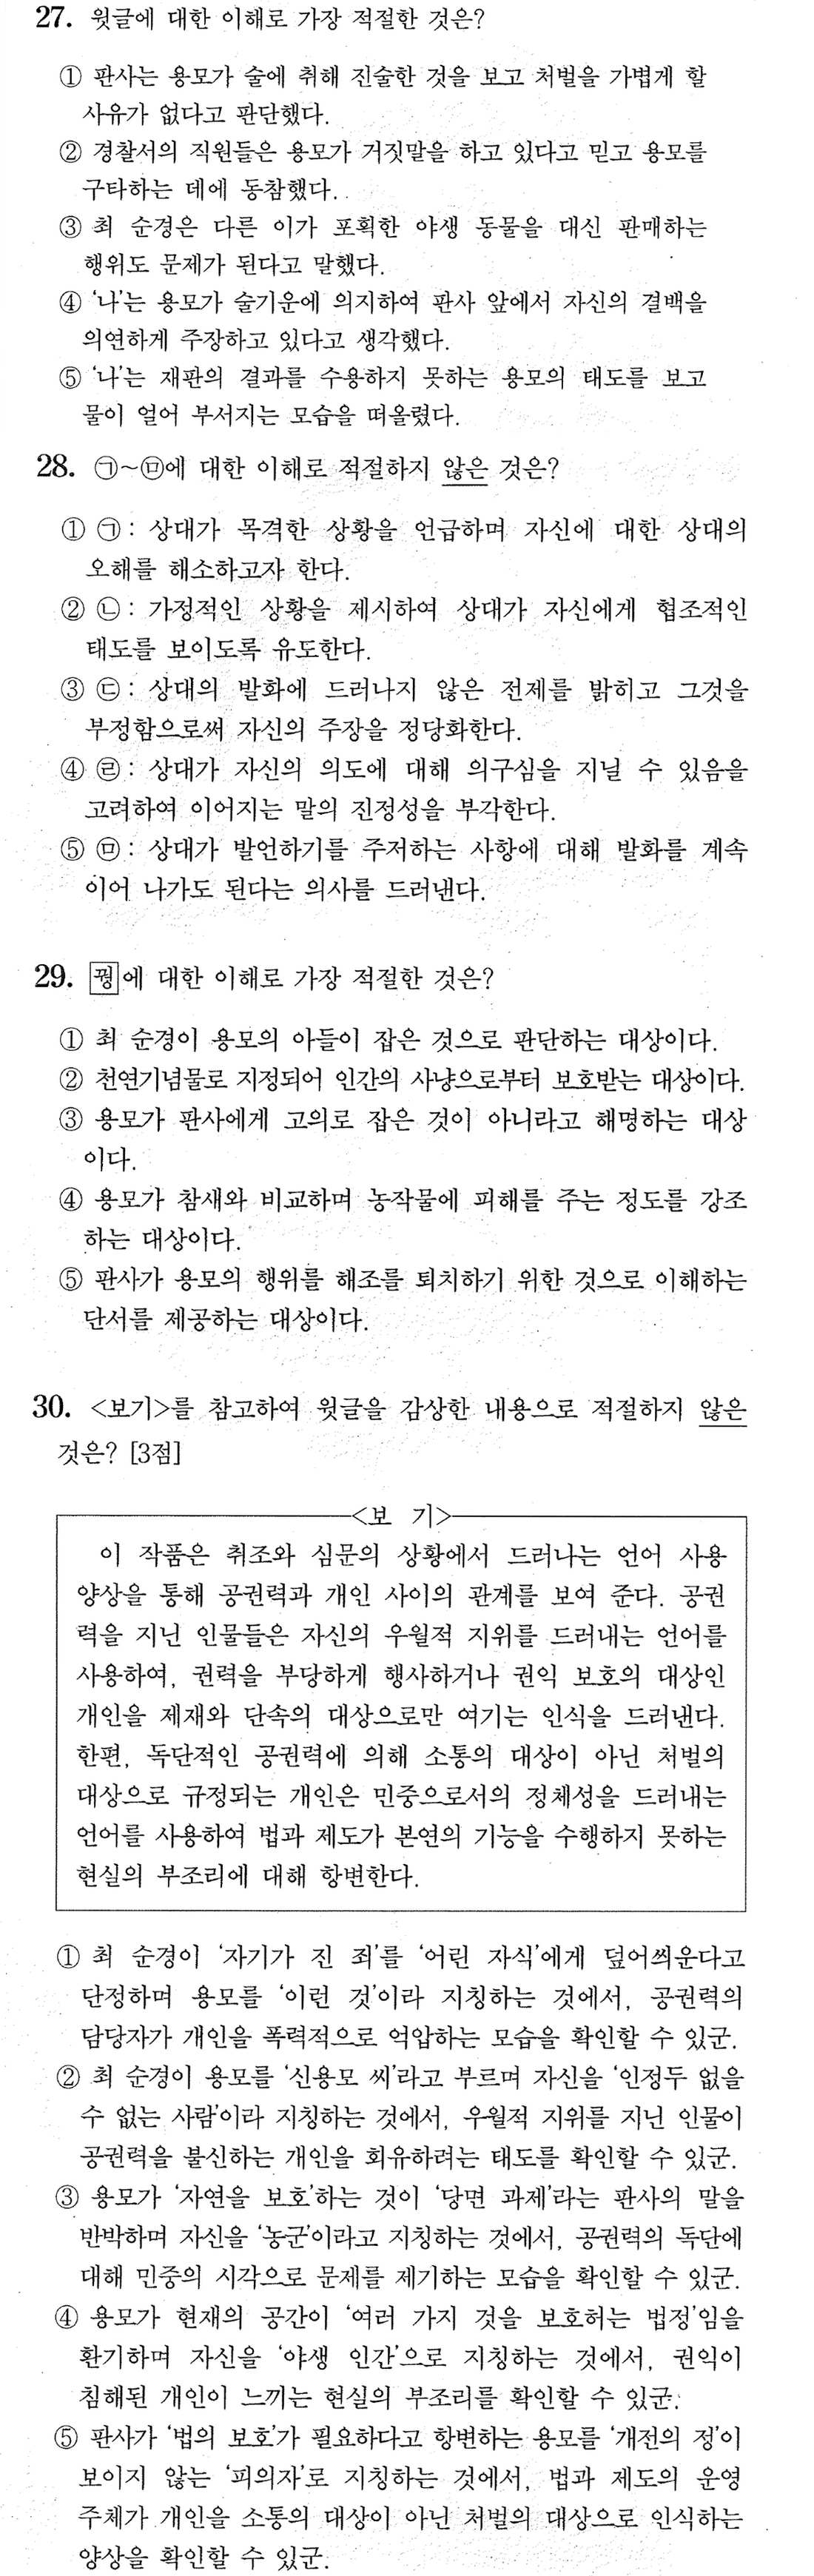 27. 윗글에 대한 이해로 가장 적절한 것은?
① 판사는 용모가 술에 취해 진술한 것을 보고 처벌을 가볍게 할
사유가 없다고 판단했다.
② 경찰서의 직원들은 용모가 거짓말을 하고 있다고 믿고 용모를
구타하는 데에 동참했다.
③ 최 순경은 다른 이가 포획한 야생 동물을 대신 판매하는
행위도 문제가 된다고 말했다.
④ ‘나’는 용모가 술기운에 의지하여 판사 앞에서 자신의 결백을
의연하게 주장하고 있다고 생각했다.
⑤ ‘나’는 재판의 결과를 수용하지 못하는 용모의 태도를 보고
물이 얼어 부서지는 모습을 떠올렸다.
28. ㉠~㉤에 대한 이해로 적절하지 않은 것은?
① ㉠: 상대가 목격한 상황을 언급하며 자신에 대한 상대의
오해를 해소하고자 한다.
② ㉡: 가정적인 상황을 제시하여 상대가 자신에게 협조적인
태도를 보이도록 유도한다.
③ ㉢: 상대의 발화에 드러나지 않은 전제를 밝히고 그것을
부정함으로써 자신의 주장을 정당화한다.
④ ㉣: 상대가 자신의 의도에 대해 의구심을 지닐 수 있음을
고려하여 이어지는 말의 진정성을 부각한다.
⑤ ㉤: 상대가 발언하기를 주저하는 사항에 대해 발화를 계속
이어 나가도 된다는 의사를 드러낸다.
29. 꿩에 대한 이해로 가장 적절한 것은?
① 최 순경이 용모의 아들이 잡은 것으로 판단하는 대상이다.
② 천연기념물로 지정되어 인간의 사냥으로부터 보호받는 대상이다.
③ 용모가 판사에게 고의로 잡은 것이 아니라고 해명하는 대상
이다.
④ 용모가 참새와 비교하며 농작물에 피해를 주는 정도를 강조
하는 대상이다.
⑤ 판사가 용모의 행위를 해조를 퇴치하기 위한 것으로 이해하는
단서를 제공하는 대상이다.
30. <보기>를 참고하여 윗글을 감상한 내용으로 적절하지 않은
것은? [3점]
<보 기>
이 작품은 취조와 심문의 상황에서 드러나는 언어 사용
양상을 통해 공권력과 개인 사이의 관계를 보여 준다. 공권
력을 지닌 인물들은 자신의 우월적 지위를 드러내는 언어를
사용하여, 권력을 부당하게 행사하거나 권익 보호의 대상인
개인을 제재와 단속의 대상으로만 여기는 인식을 드러낸다.
한편, 독단적인 공권력에 의해 소통의 대상이 아닌 처벌의
대상으로 규정되는 개인은 민중으로서의 정체성을 드러내는
언어를 사용하여 법과 제도가 본연의 기능을 수행하지 못하는
현실의 부조리에 대해 항변한다.
① 최 순경이 ‘자기가 진 죄’를 ‘어린 자식’에게 덮어씌운다고
단정하며 용모를 ‘이런 것’이라 지칭하는 것에서, 공권력의
담당자가 개인을 폭력적으로 억압하는 모습을 확인할 수 있군.
② 최 순경이 용모를 ‘신용모 씨’라고 부르며 자신을 ‘인정두 없을
수 없는 사람’이라 지칭하는 것에서, 우월적 지위를 지닌 인물이
공권력을 불신하는 개인을 회유하려는 태도를 확인할 수 있군.
③ 용모가 ‘자연을 보호’하는 것이 ‘당면 과제’라는 판사의 말을
반박하며 자신을 ‘농군’이라고 지칭하는 것에서, 공권력의 독단에
대해 민중의 시각으로 문제를 제기하는 모습을 확인할 수 있군.
④ 용모가 현재의 공간이 ‘여러 가지 것을 보호허는 법정’임을
환기하며 자신을 ‘야생 인간’으로 지칭하는 것에서, 권익이
침해된 개인이 느끼는 현실의 부조리를 확인할 수 있군.
⑤ 판사가 ‘법의 보호’가 필요하다고 항변하는 용모를 ‘개전의 정’이
보이지 않는 ‘피의자’로 지칭하는 것에서, 법과 제도의 운영
주체가 개인을 소통의 대상이 아닌 처벌의 대상으로 인식하는
양상을 확인할 수 있군.